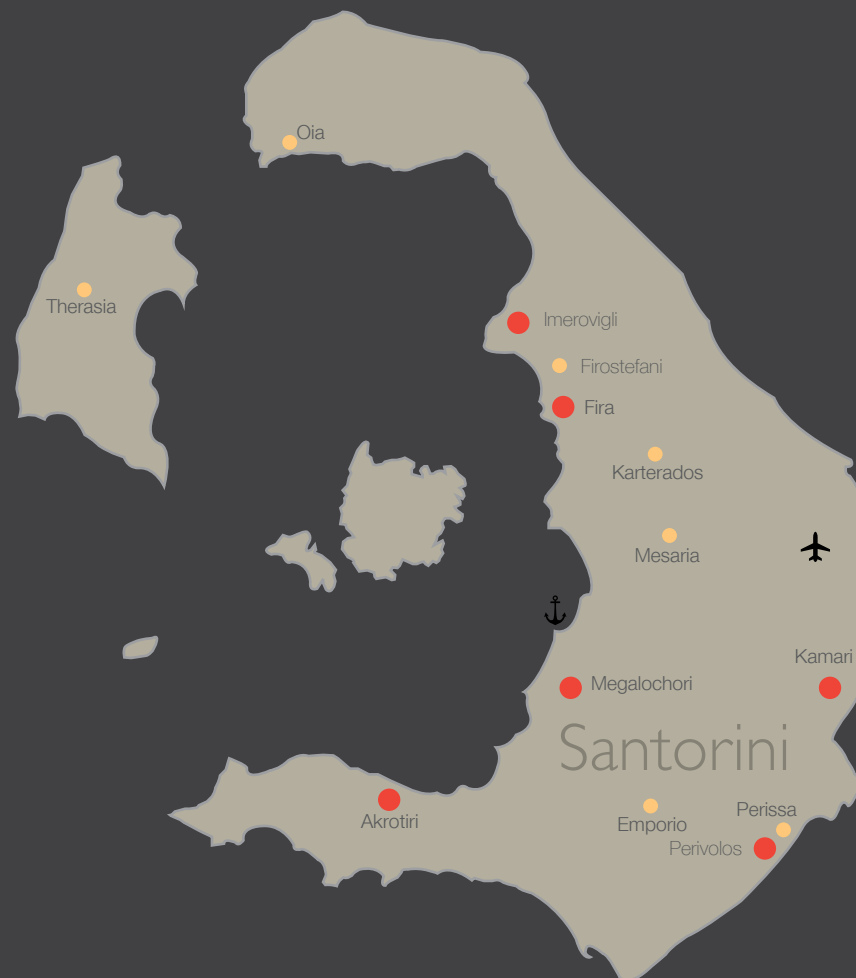 Oia
Therasia
Imerovigli
Firostefani
Fira
Karterados
Mesaria
Kamari
Megalochori
Santorini
Perissa
Akrotiri
Emporio
Perivolos